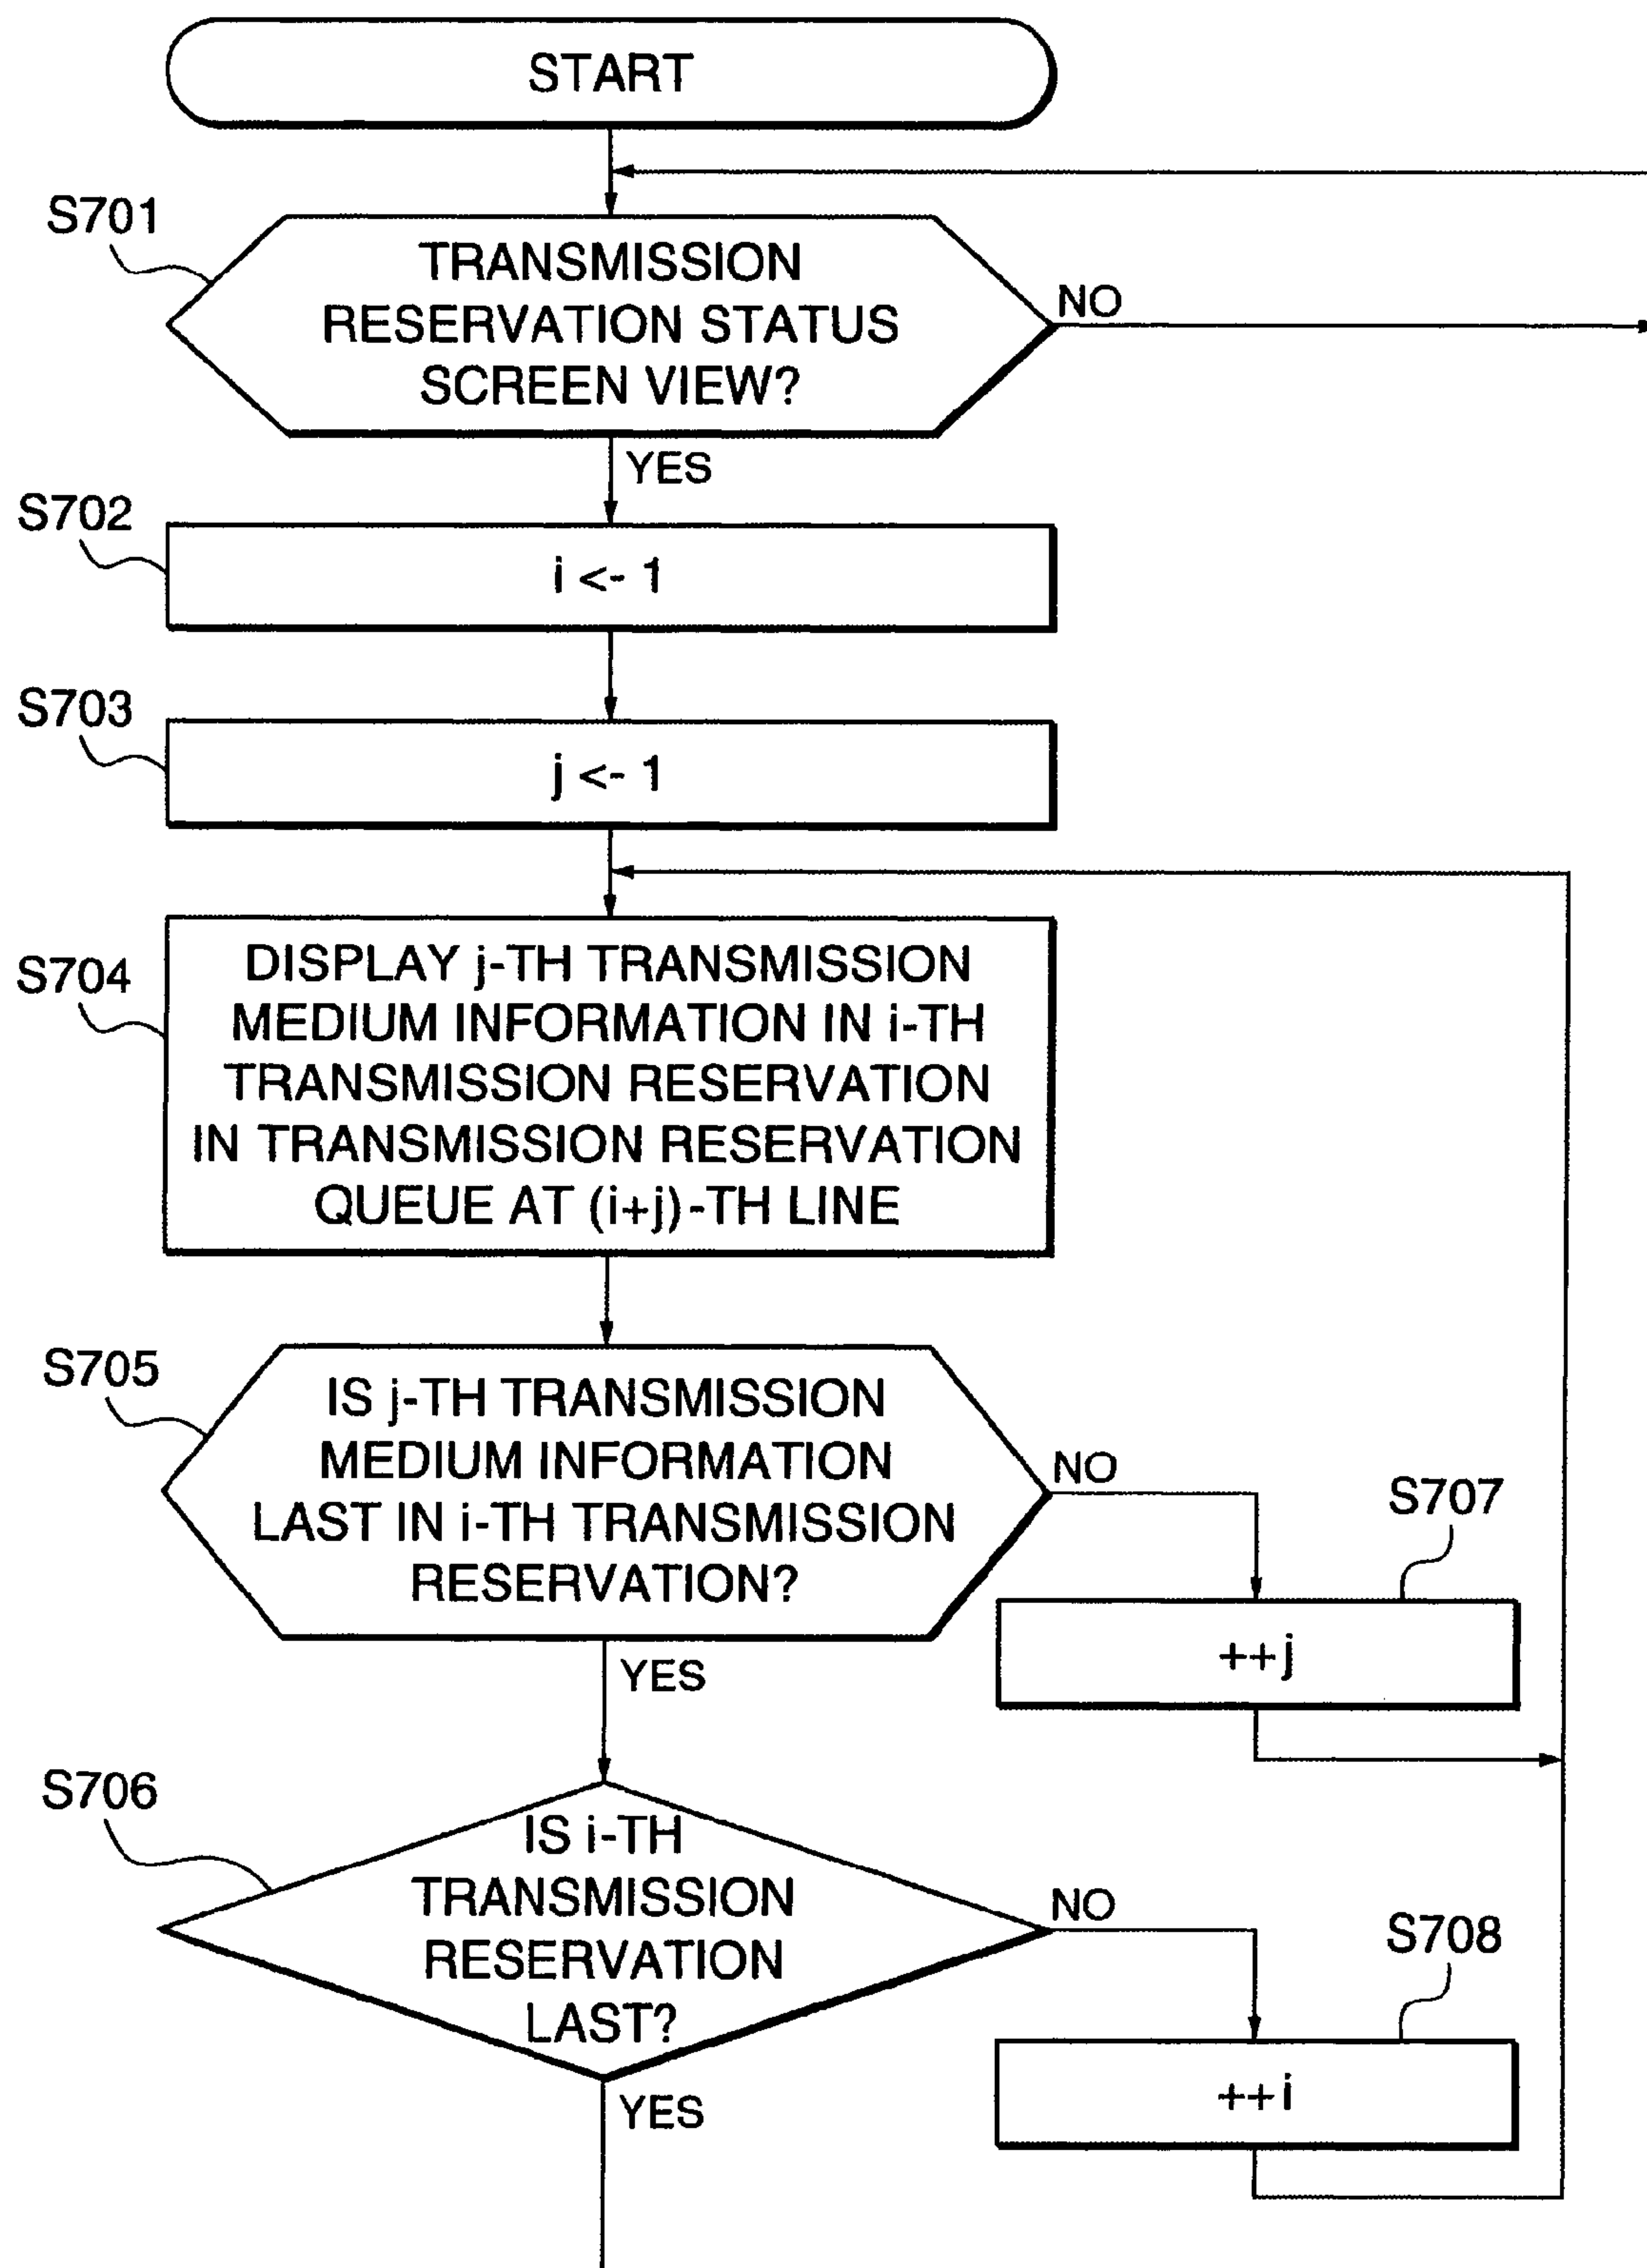 START
S701
TRANSMISSION
RESERVATION STATUS
SCREEN VIEW?
NO
YES
S702
i <- 1
S703
j <- 1
S704
DISPLAY j-TH TRANSMISSION
MEDIUM INFORMATION IN i-TH
TRANSMISSION RESERVATION
IN TRANSMISSION RESERVATION
QUEUE AT (i+j)-TH LINE
S705
IS j-TH TRANSMISSION
MEDIUM INFORMATION
LAST IN i-TH TRANSMISSION
RESERVATION?
NO
S707
++j
YES
S706
IS i-TH
TRANSMISSION
RESERVATION
LAST?
NO
S708
++i
YES